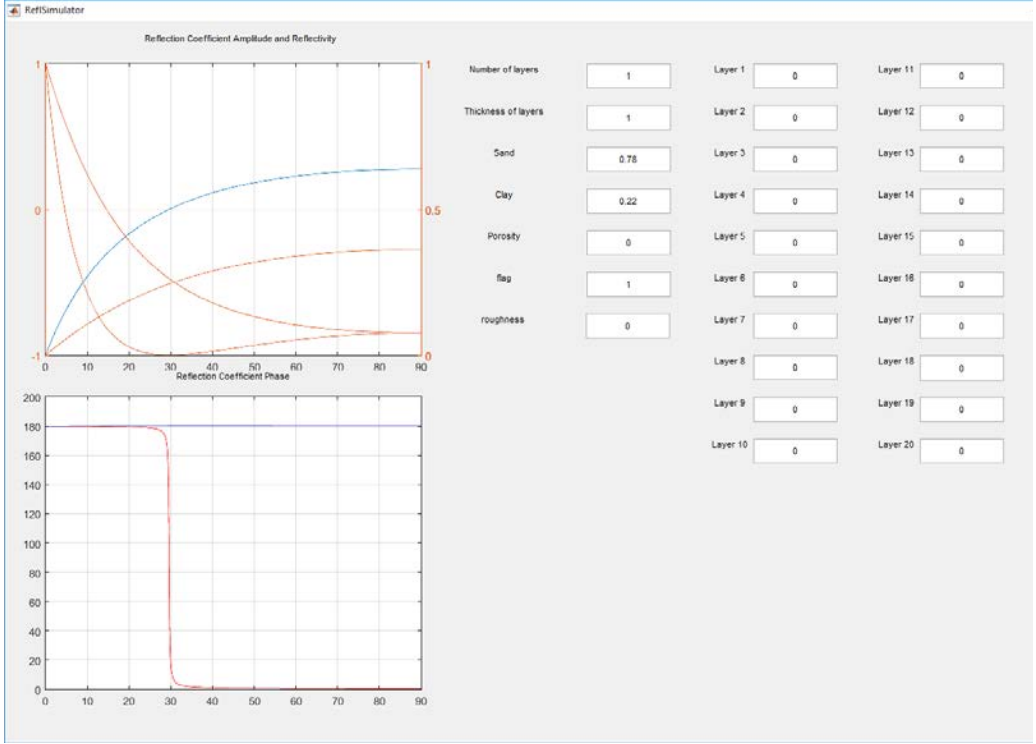 ReflSimulator
Reflection Coefficient Amplitude and Reflectivity
1
0
-1
1
0.5
0
0 10 20 30 40 50 60 70 80 90
Reflection Coefficient Phase
200
180
160
140
120
100
80
60
40
20
0
0 10 20 30 40 50 60 70 80 90
Number of layers 1
Thickness of layers 1
Sand 0.78
Clay 0.22
Porosity 0
flag 1
roughness 0
Layer 1 0
Layer 2 0
Layer 3 0
Layer 4 0
Layer 5 0
Layer 6 0
Layer 7 0
Layer 8 0
Layer 9 0
Layer 10 0
Layer 11 0
Layer 12 0
Layer 13 0
Layer 14 0
Layer 15 0
Layer 16 0
Layer 17 0
Layer 18 0
Layer 19 0
Layer 20 0